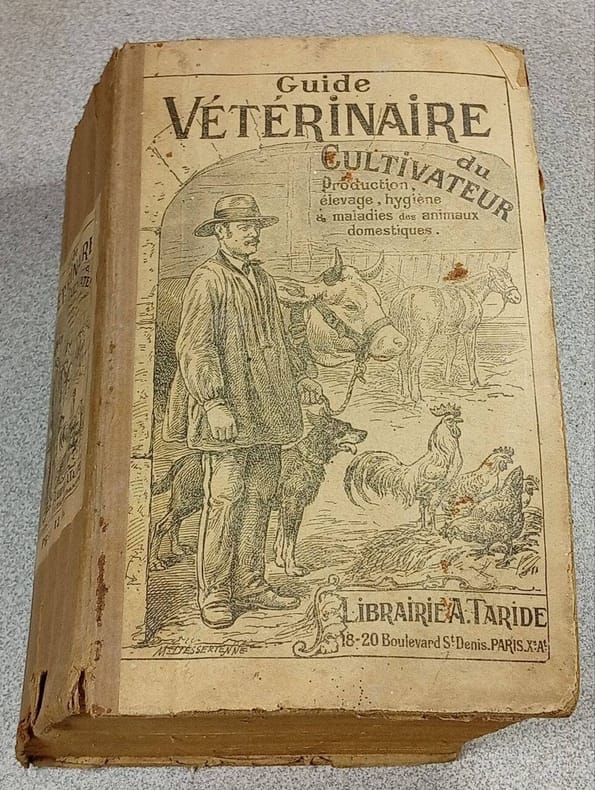 Guide
VÉTÉRINAIRE
du
CULTIVATEUR
Production,
élevage, hygiène
& maladies des animaux
domestiques.
LIBRAIRIE A. TARIDE
18-20 Boulevard St Denis. PARIS. Xe At